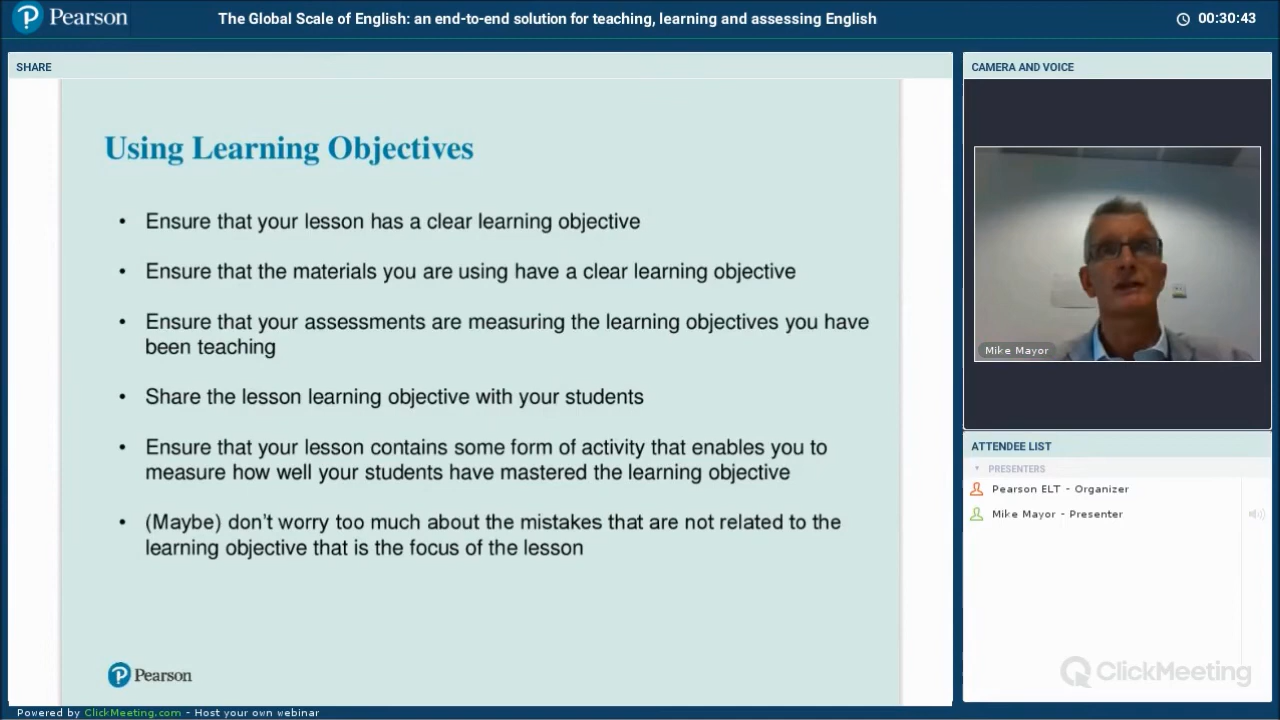 Pearson
The Global Scale of English: an end-to-end solution for teaching, learning and assessing English
00:30:43
SHARE
Using Learning Objectives
• Ensure that your lesson has a clear learning objective
• Ensure that the materials you are using have a clear learning objective
• Ensure that your assessments are measuring the learning objectives you have
been teaching
• Share the lesson learning objective with your students
• Ensure that your lesson contains some form of activity that enables you to
measure how well your students have mastered the learning objective
• (Maybe) don’t worry too much about the mistakes that are not related to the
learning objective that is the focus of the lesson
Pearson
CAMERA AND VOICE
Mike Mayor
ATTENDEE LIST
PRESENTERS
Pearson ELT - Organizer
Mike Mayor - Presenter
ClickMeeting
Powered by ClickMeeting.com - Host your own webinar